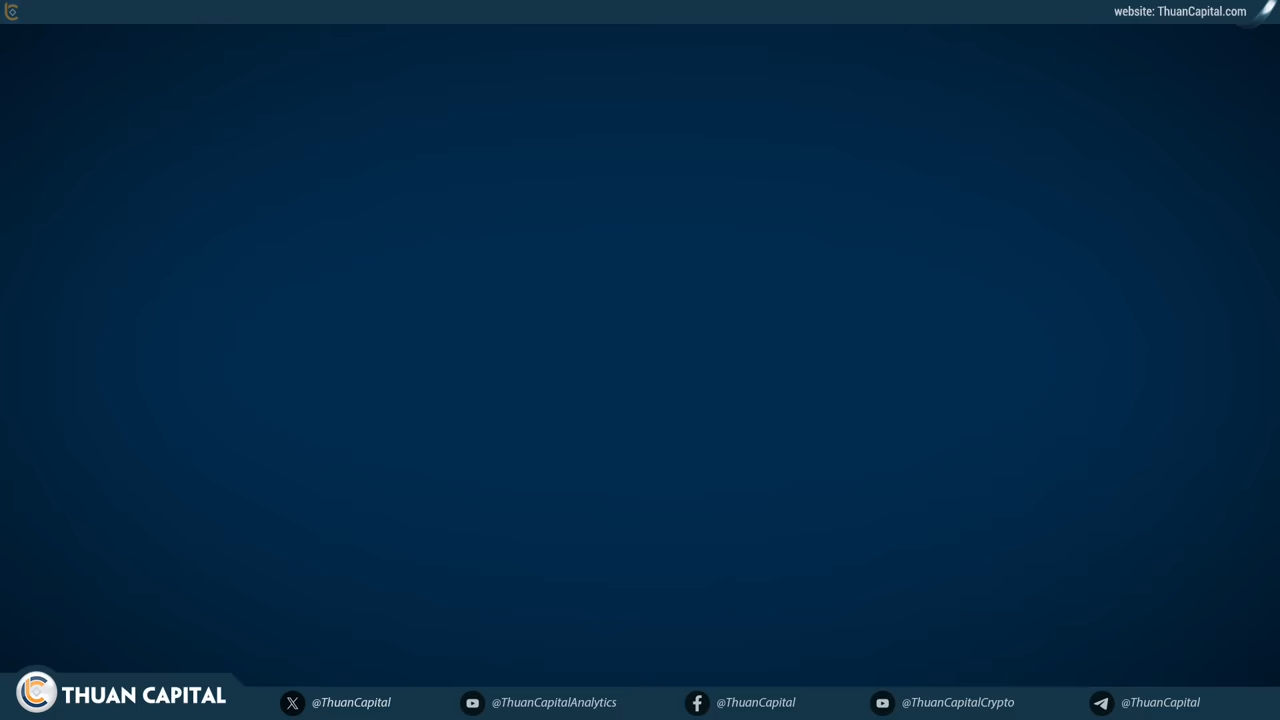 website: ThuanCapital.com
THUAN CAPITAL
@ThuanCapital
@ThuanCapitalAnalytics
@ThuanCapital
@ThuanCapitalCrypto
@ThuanCapital